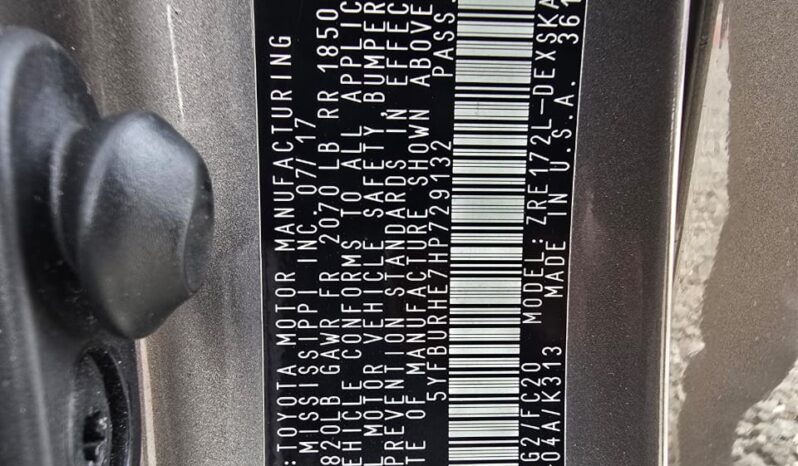 :TOYOTA MOTOR MANUFACTURING
MISSISSIPPI INC. 07/17
820LB GAWR FR 2070 LB RR 1850
EHICLE CONFORMS TO ALL APPLIC
L MOTOR VEHICLE SAFETY, BUMPER
PREVENTION STANDARDS IN EFFEC
TE OF MANUFACTURE SHOWN ABOVE
5YFBURHE7HP729132 PASS.
G2/FC20 MODEL: ZRE172L-DEXSKA
04A/K313 MADE IN U.S.A. 361